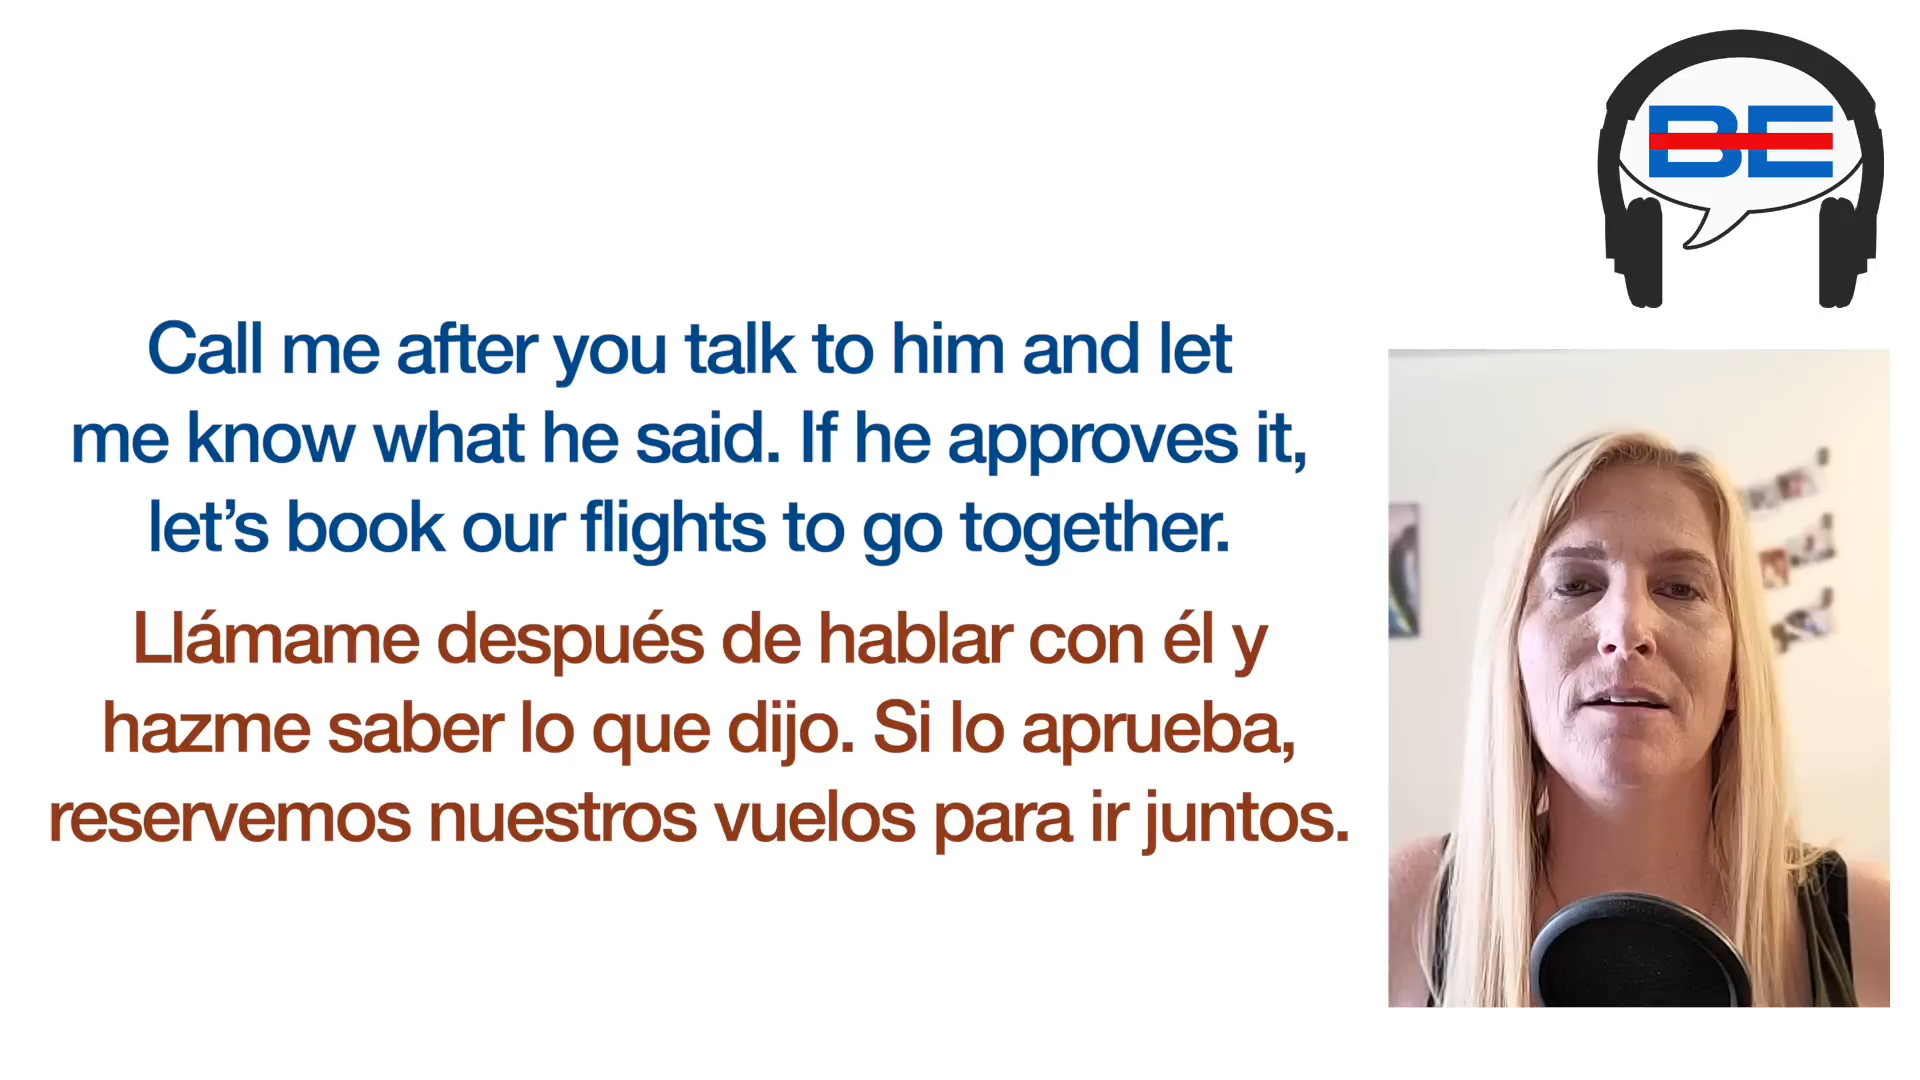 BE
Call me after you talk to him and let
me know what he said. If he approves it,
let’s book our flights to go together.
Llámame después de hablar con él y
hazme saber lo que dijo. Si lo aprueba,
reservemos nuestros vuelos para ir juntos.